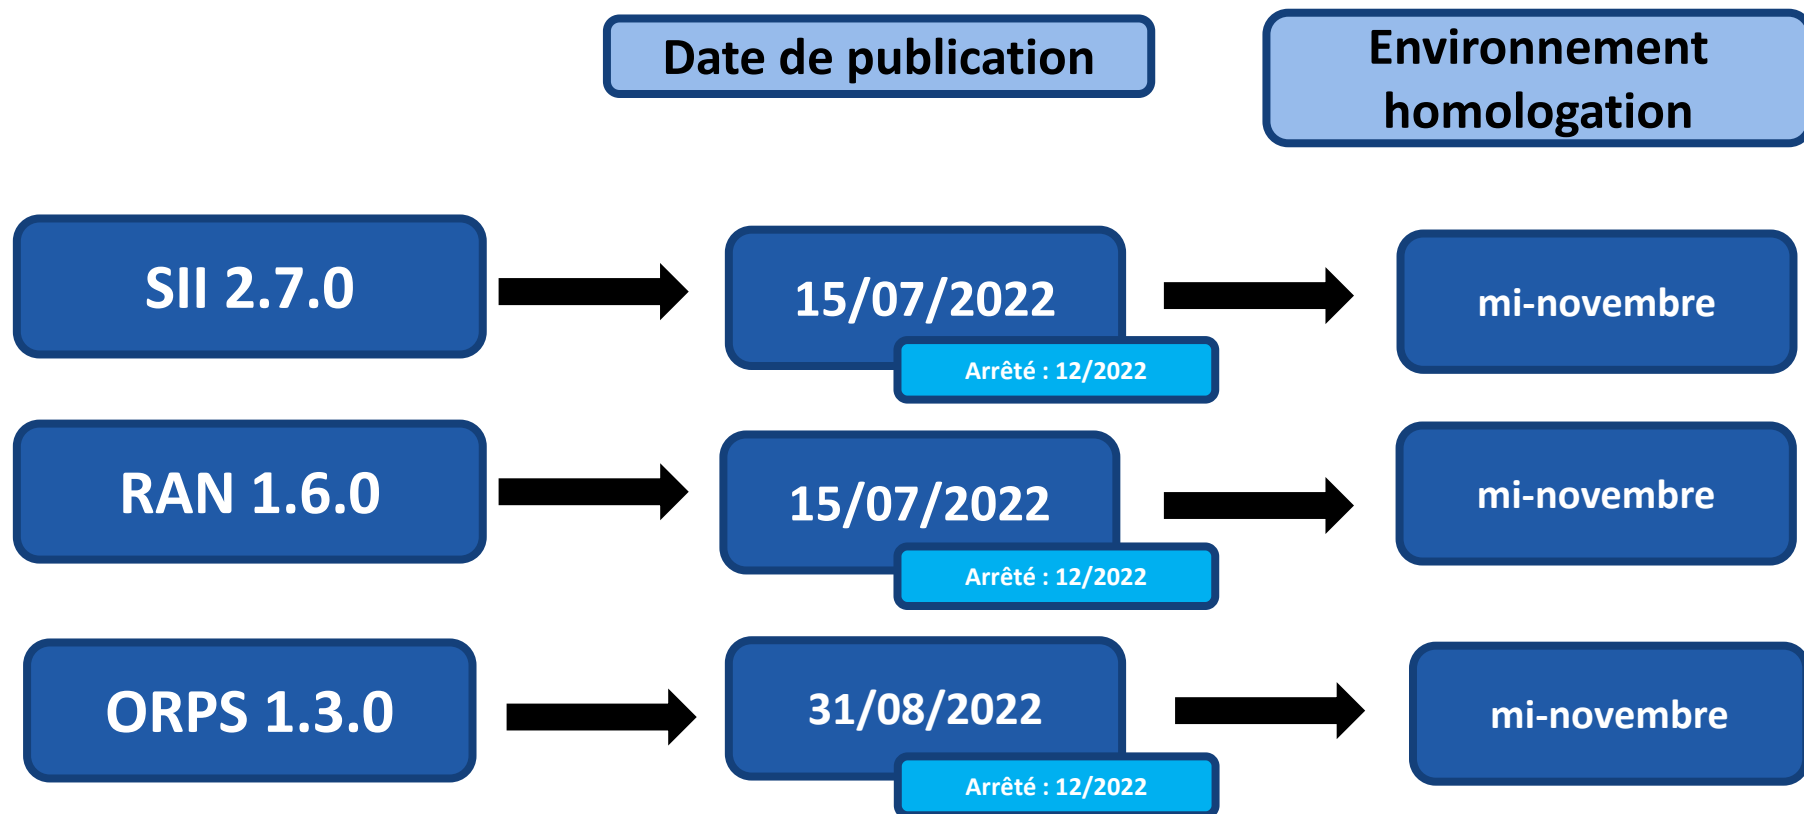 Date de publication
Environnement
homologation
SII 2.7.0
15/07/2022
mi-novembre
Arrêté : 12/2022
RAN 1.6.0
15/07/2022
mi-novembre
Arrêté : 12/2022
ORPS 1.3.0
31/08/2022
mi-novembre
Arrêté : 12/2022